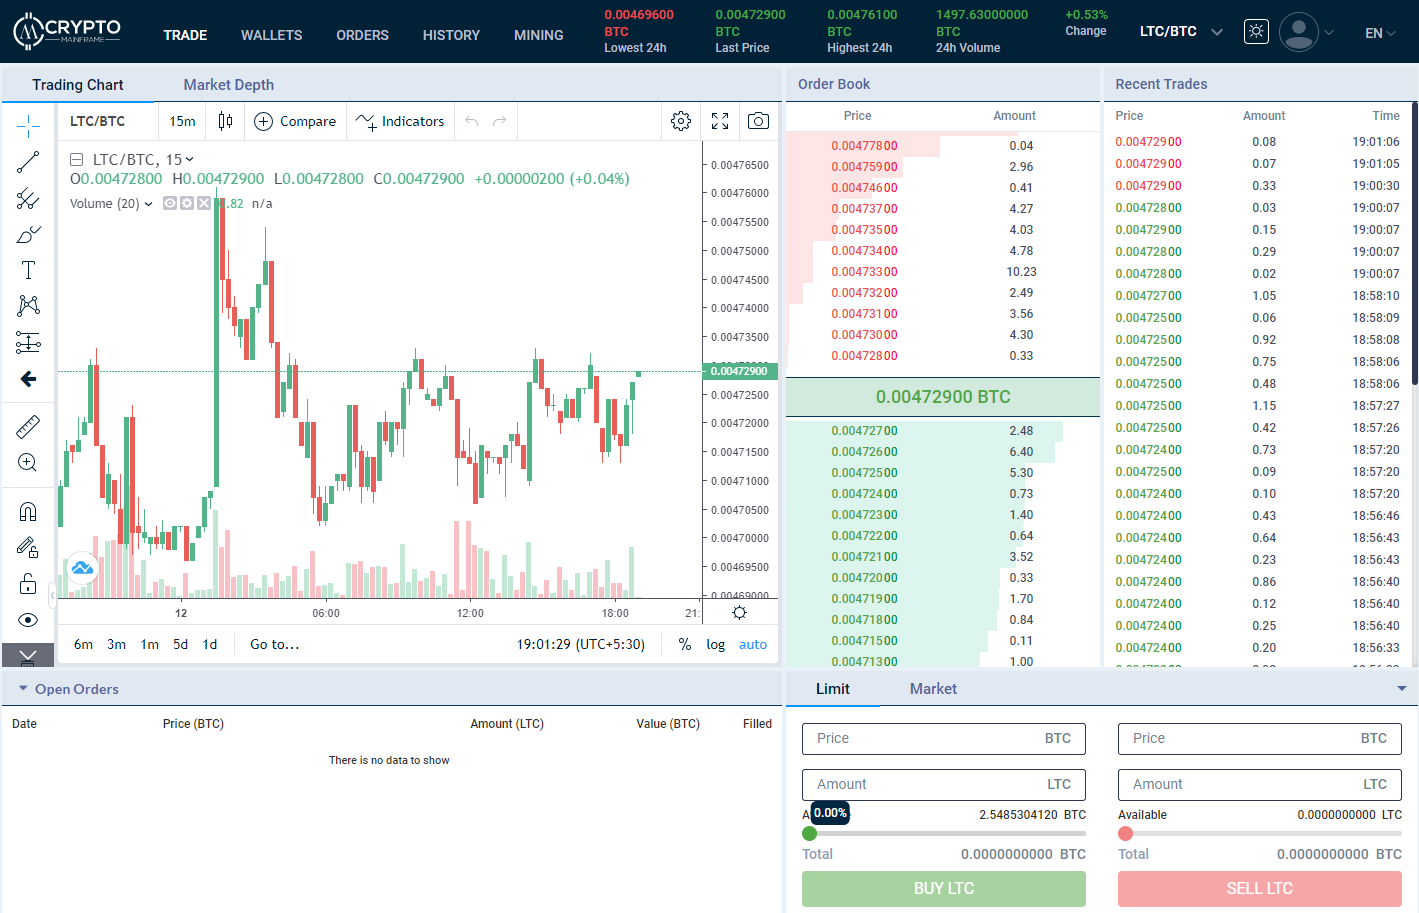 CRYPTO
MAINFRAME
TRADE
WALLETS
ORDERS
HISTORY
MINING
0.00469600
BTC
Lowest 24h
0.00472900
BTC
Last Price
0.00476100
BTC
Highest 24h
1497.63000000
BTC
24h Volume
+0.53%
Change
LTC/BTC
EN
Trading Chart
Market Depth
LTC/BTC
15m
Compare
Indicators
LTC/BTC, 15
O0.00472800 H0.00472900 L0.00472800 C0.00472900 +0.00000200 (+0.04%)
Volume (20)
.82 n/a
0.00476500
0.00476000
0.00475500
0.00475000
0.00474500
0.00474000
0.00473500
0.00472900
0.00472500
0.00472000
0.00471500
0.00471000
0.00470500
0.00470000
0.00469500
0.00469000
12
06:00
12:00
18:00
21:
6m 3m 1m 5d 1d
Go to...
19:01:29 (UTC+5:30)
% log auto
Order Book
Price Amount
0.00477800 0.04
0.00475900 2.96
0.00474600 0.41
0.00473700 4.27
0.00473500 4.03
0.00473400 4.78
0.00473300 10.23
0.00473200 2.49
0.00473100 3.56
0.00473000 4.30
0.00472800 0.33
0.00472900 BTC
0.00472700 2.48
0.00472600 6.40
0.00472500 5.30
0.00472400 0.73
0.00472300 1.40
0.00472200 0.64
0.00472100 3.52
0.00472000 0.33
0.00471900 1.70
0.00471800 0.84
0.00471500 0.11
0.00471300 1.00
Recent Trades
Price Amount Time
0.00472900 0.08 19:01:06
0.00472900 0.07 19:01:05
0.00472900 0.33 19:00:30
0.00472800 0.03 19:00:07
0.00472900 0.15 19:00:07
0.00472800 0.29 19:00:07
0.00472800 0.02 19:00:07
0.00472700 1.05 18:58:10
0.00472500 0.06 18:58:09
0.00472500 0.92 18:58:08
0.00472500 0.75 18:58:06
0.00472500 0.48 18:58:06
0.00472500 1.15 18:57:27
0.00472500 0.42 18:57:26
0.00472400 0.73 18:57:20
0.00472500 0.09 18:57:20
0.00472400 0.10 18:57:20
0.00472400 0.43 18:56:46
0.00472400 0.64 18:56:43
0.00472400 0.23 18:56:43
0.00472400 0.86 18:56:40
0.00472400 0.12 18:56:40
0.00472400 0.25 18:56:40
0.00472400 0.20 18:56:33
Open Orders
Date Price (BTC) Amount (LTC) Value (BTC) Filled
There is no data to show
Limit
Market
Price BTC
Amount LTC
0.00%
2.5485304120 BTC
Total 0.0000000000 BTC
BUY LTC
Price BTC
Amount LTC
Available 0.0000000000 LTC
Total 0.0000000000 BTC
SELL LTC